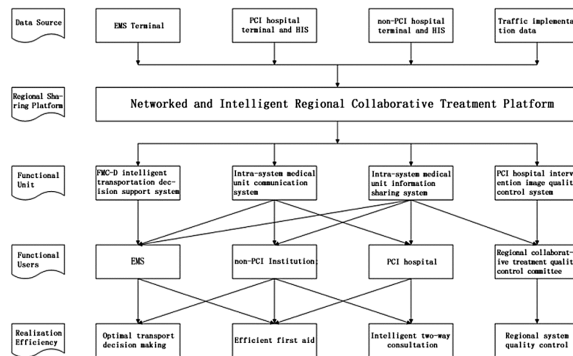 Data Source
EMS Terminal
PCI hospital
terminal and HIS
non-PCI hospital
terminal and HIS
Traffic implementa-
tion data
Regional Sha-
ring Platform
Networked and Intelligent Regional Collaborative Treatment Platform
Functional
Unit
FMC-D intelligent
transportation dec-
ision support system
Intra-system medical
unit communication
system
Intra-system medical
unit information
sharing system
PCI hospital interv-
ention image quality
control system
Functional
Users
EMS
non-PCI Institution
PCI hospital
Regional collaborat-
ive treatment quality
control committee
Realization
Efficiency
Optimal transport
decision making
Efficient first aid
Intelligent two-way
consultation
Regional system
quality control